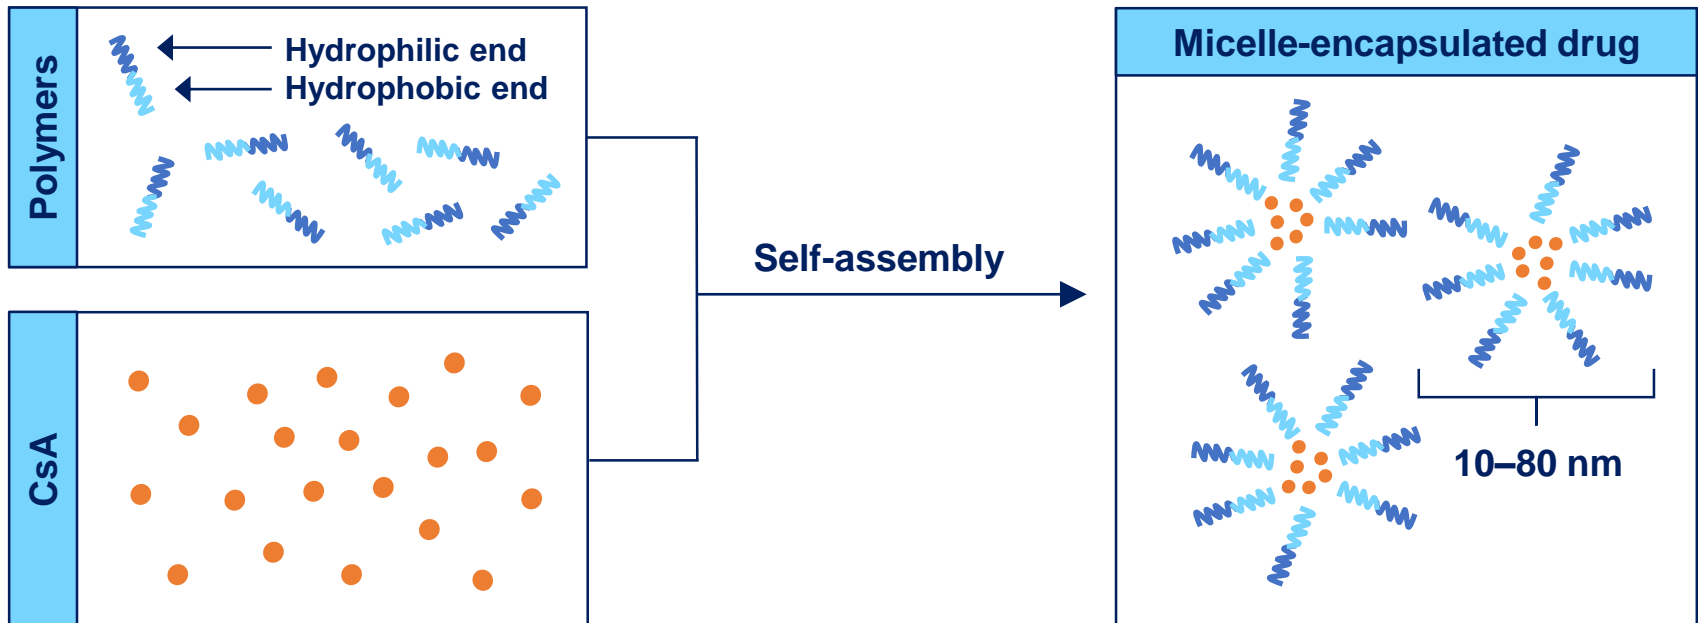 Polymers
Hydrophilic end
Hydrophobic end
CsA
Self-assembly
Micelle-encapsulated drug
10–80 nm